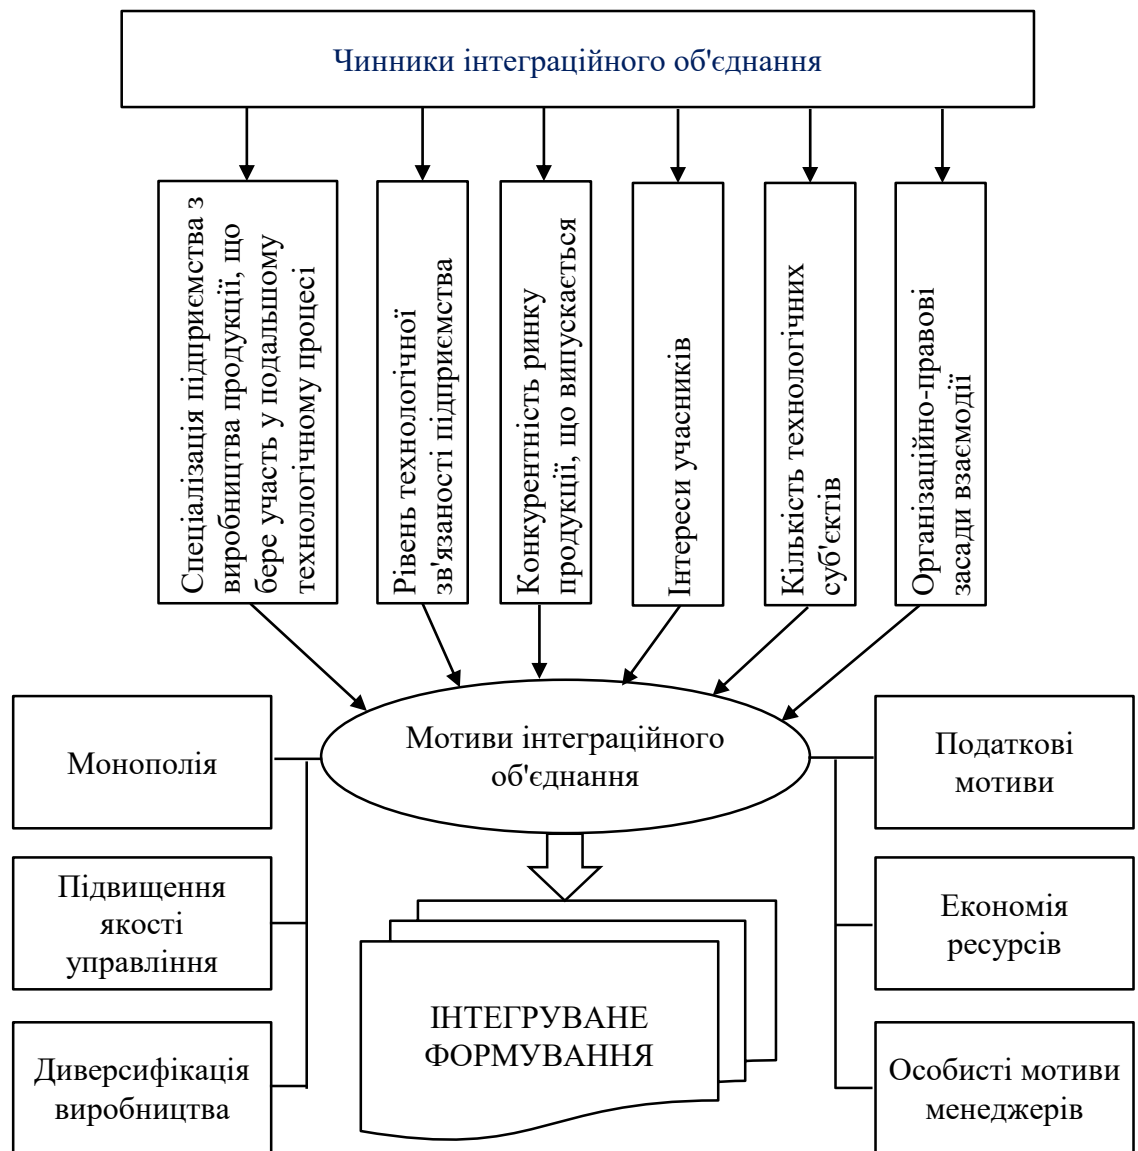 Чинники інтеграційного об'єднання
Спеціалізація підприємства з
виробництва продукції, що
бере участь у подальшому
технологічному процесі
Рівень технологічної
зв'язаності підприємства
Конкурентність ринку
продукції, що випускається
Інтереси учасників
Кількість технологічних
суб'єктів
Організаційно-правові
засади взаємодії
Мотиви інтеграційного
об'єднання
Монополія
Підвищення
якості
управління
Диверсифікація
виробництва
Податкові
мотиви
Економія
ресурсів
Особисті мотиви
менеджерів
ІНТЕГРУВАНЕ
ФОРМУВАННЯ